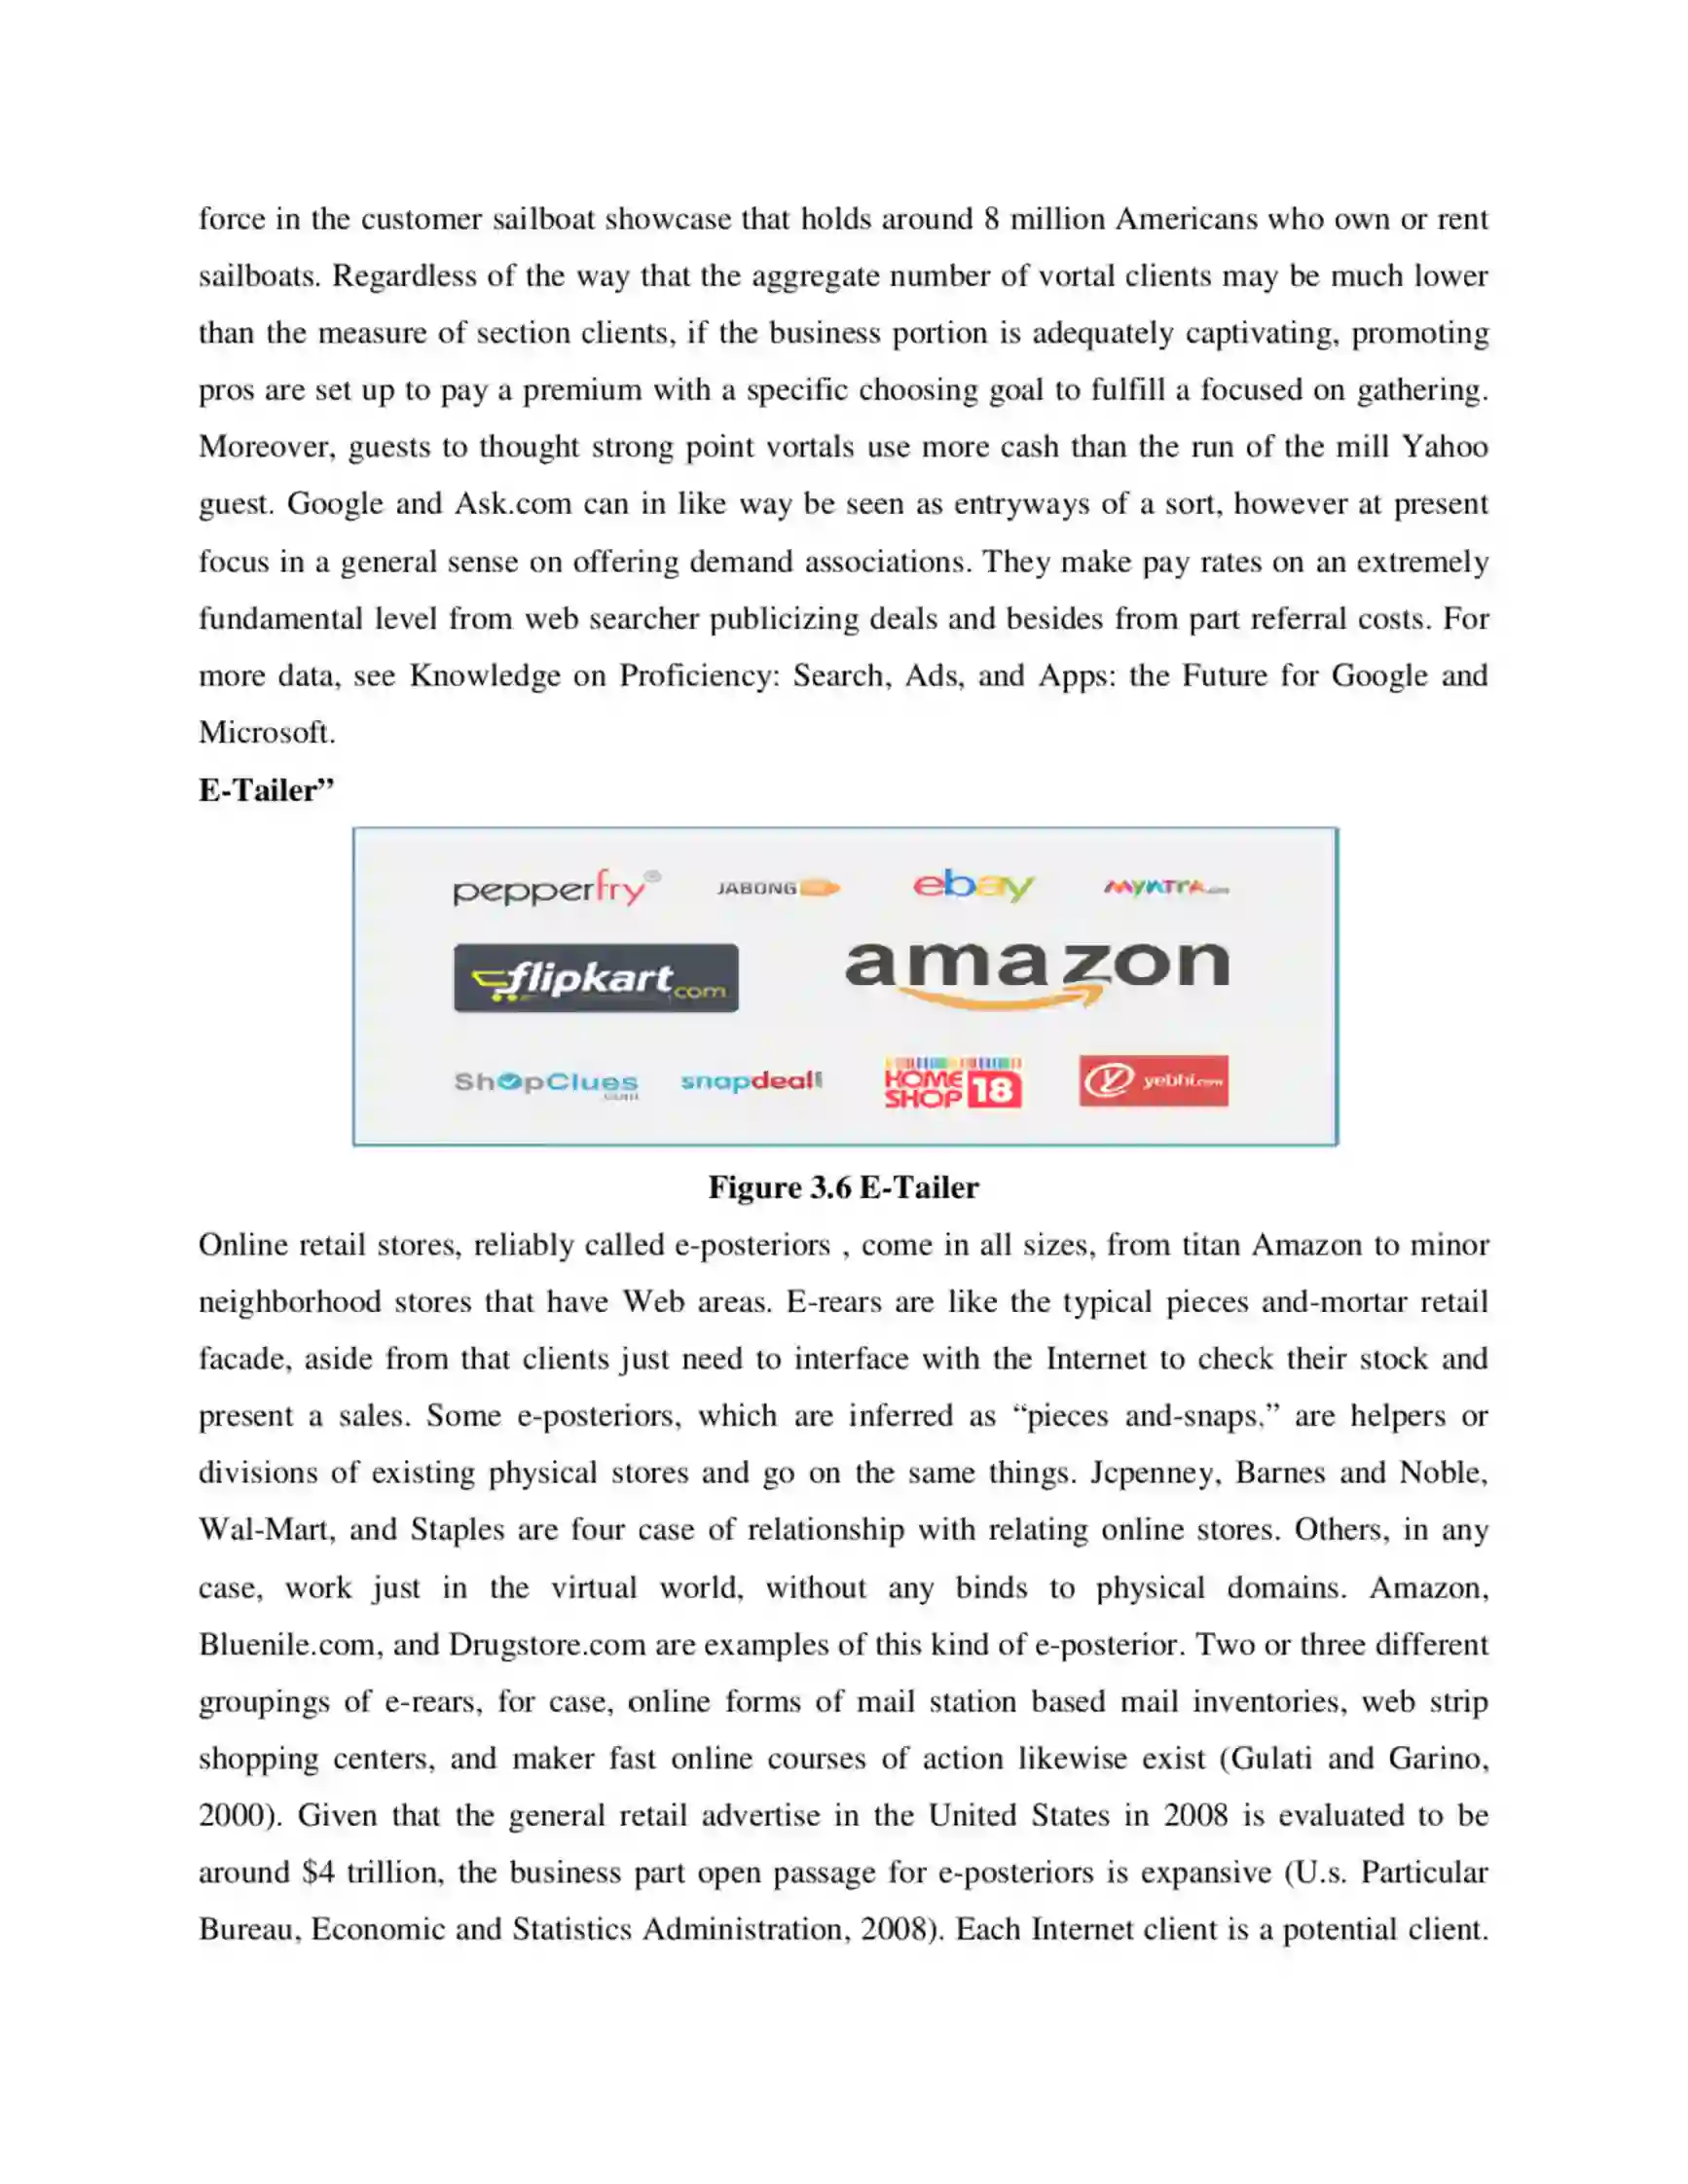 force in the customer sailboat showcase that holds around 8 million Americans who own or rent
sailboats. Regardless of the way that the aggregate number of vortal clients may be much lower
than the measure of section clients, if the business portion is adequately captivating, promoting
pros are set up to pay a premium with a specific choosing goal to fulfill a focused on gathering.
Moreover, guests to thought strong point vortals use more cash than the run of the mill Yahoo
guest. Google and Ask.com can in like way be seen as entryways of a sort, however at present
focus in a general sense on offering demand associations. They make pay rates on an extremely
fundamental level from web searcher publicizing deals and besides from part referral costs. For
more data, see Knowledge on Proficiency: Search, Ads, and Apps: the Future for Google and
Microsoft.
E-Tailer”
pepperfry® JABONG ebay myntra.com
flipkart.com amazon
ShopClues.com snapdeal HOME SHOP 18 yebhi.com
Figure 3.6 E-Tailer
Online retail stores, reliably called e-posteriors , come in all sizes, from titan Amazon to minor
neighborhood stores that have Web areas. E-rears are like the typical pieces and-mortar retail
facade, aside from that clients just need to interface with the Internet to check their stock and
present a sales. Some e-posteriors, which are inferred as “pieces and-snaps,” are helpers or
divisions of existing physical stores and go on the same things. Jcpenney, Barnes and Noble,
Wal-Mart, and Staples are four case of relationship with relating online stores. Others, in any
case, work just in the virtual world, without any binds to physical domains. Amazon,
Bluenile.com, and Drugstore.com are examples of this kind of e-posterior. Two or three different
groupings of e-rears, for case, online forms of mail station based mail inventories, web strip
shopping centers, and maker fast online courses of action likewise exist (Gulati and Garino,
2000). Given that the general retail advertise in the United States in 2008 is evaluated to be
around $4 trillion, the business part open passage for e-posteriors is expansive (U.s. Particular
Bureau, Economic and Statistics Administration, 2008). Each Internet client is a potential client.